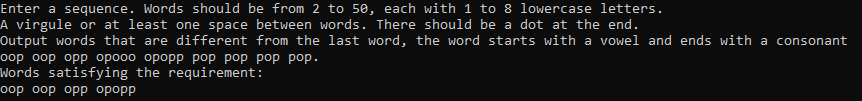 Enter a sequence. Words should be from 2 to 50, each with 1 to 8 lowercase letters.
A virgule or at least one space between words. There should be a dot at the end.
Output words that are different from the last word, the word starts with a vowel and ends with a consonant
oop oop opp opooo opopp pop pop pop pop.
Words satisfying the requirement:
oop oop opp opopp